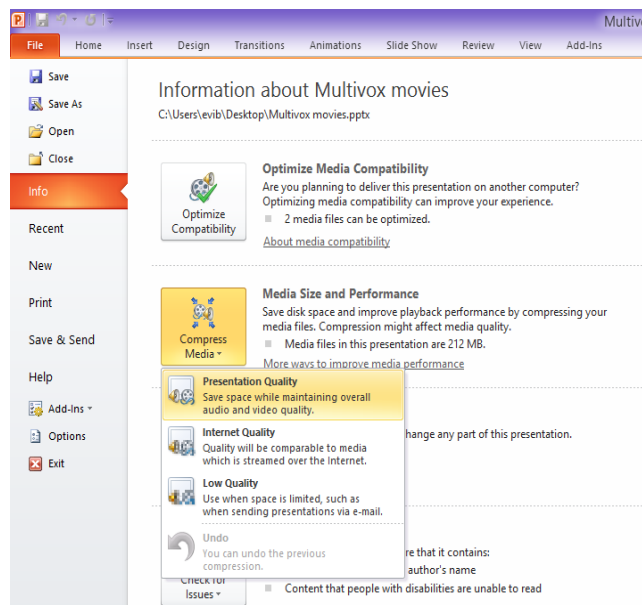 Multivo
File Home Insert Design Transitions Animations Slide Show Review View Add-Ins
Save
Save As
Open
Close
Info
Recent
New
Print
Save & Send
Help
Add-Ins
Options
Exit
Information about Multivox movies
C:\Users\evib\Desktop\Multivox movies.pptx
Optimize
Compatibility
Optimize Media Compatibility
Are you planning to deliver this presentation on another computer?
Optimizing media compatibility can improve your experience.
2 media files can be optimized.
About media compatibility
Compress
Media
Media Size and Performance
Save disk space and improve playback performance by compressing your
media files. Compression might affect media quality.
Media files in this presentation are 212 MB.
More ways to improve media performance
Presentation Quality
Save space while maintaining overall
audio and video quality.
Internet Quality
Quality will be comparable to media
which is streamed over the Internet.
Low Quality
Use when space is limited, such as
when sending presentations via e-mail.
Undo
You can undo the previous
compression.
hange any part of this presentation.
re that it contains:
author's name
Content that people with disabilities are unable to read
Check for
Issues